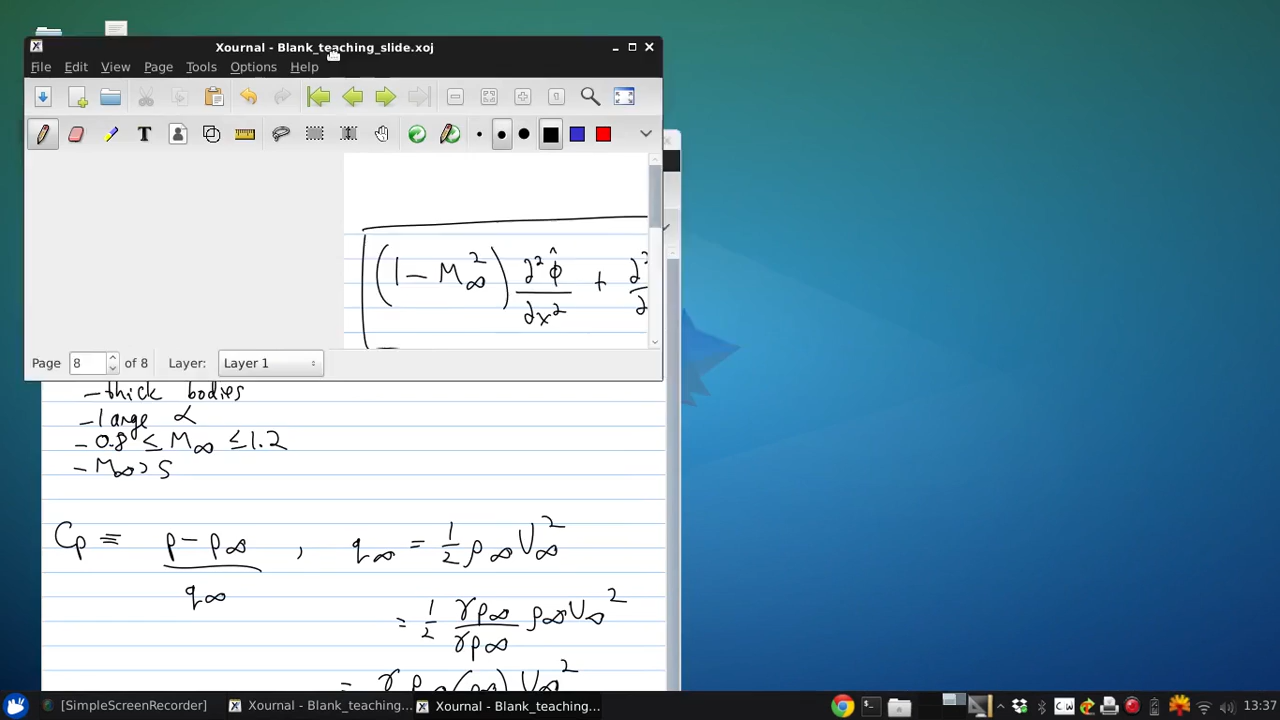 Xournal - Blank_teaching_slide.xoj
File Edit View Page Tools Options Help
T
(1 - M∞²) ∂²φ̂/∂x² + ∂²
Page 8 of 8 Layer: Layer 1
- thick bodies
- large α
- 0.8 ≤ M∞ ≤ 1.2
- M∞ > 5
Cp ≡ p - p∞ / q∞ , q∞ = 1/2 ρ∞ V∞²
= 1/2 γp∞/γp∞ ρ∞ V∞²
[SimpleScreenRecorder] Xournal - Blank_teaching... Xournal - Blank_teaching... 13:37